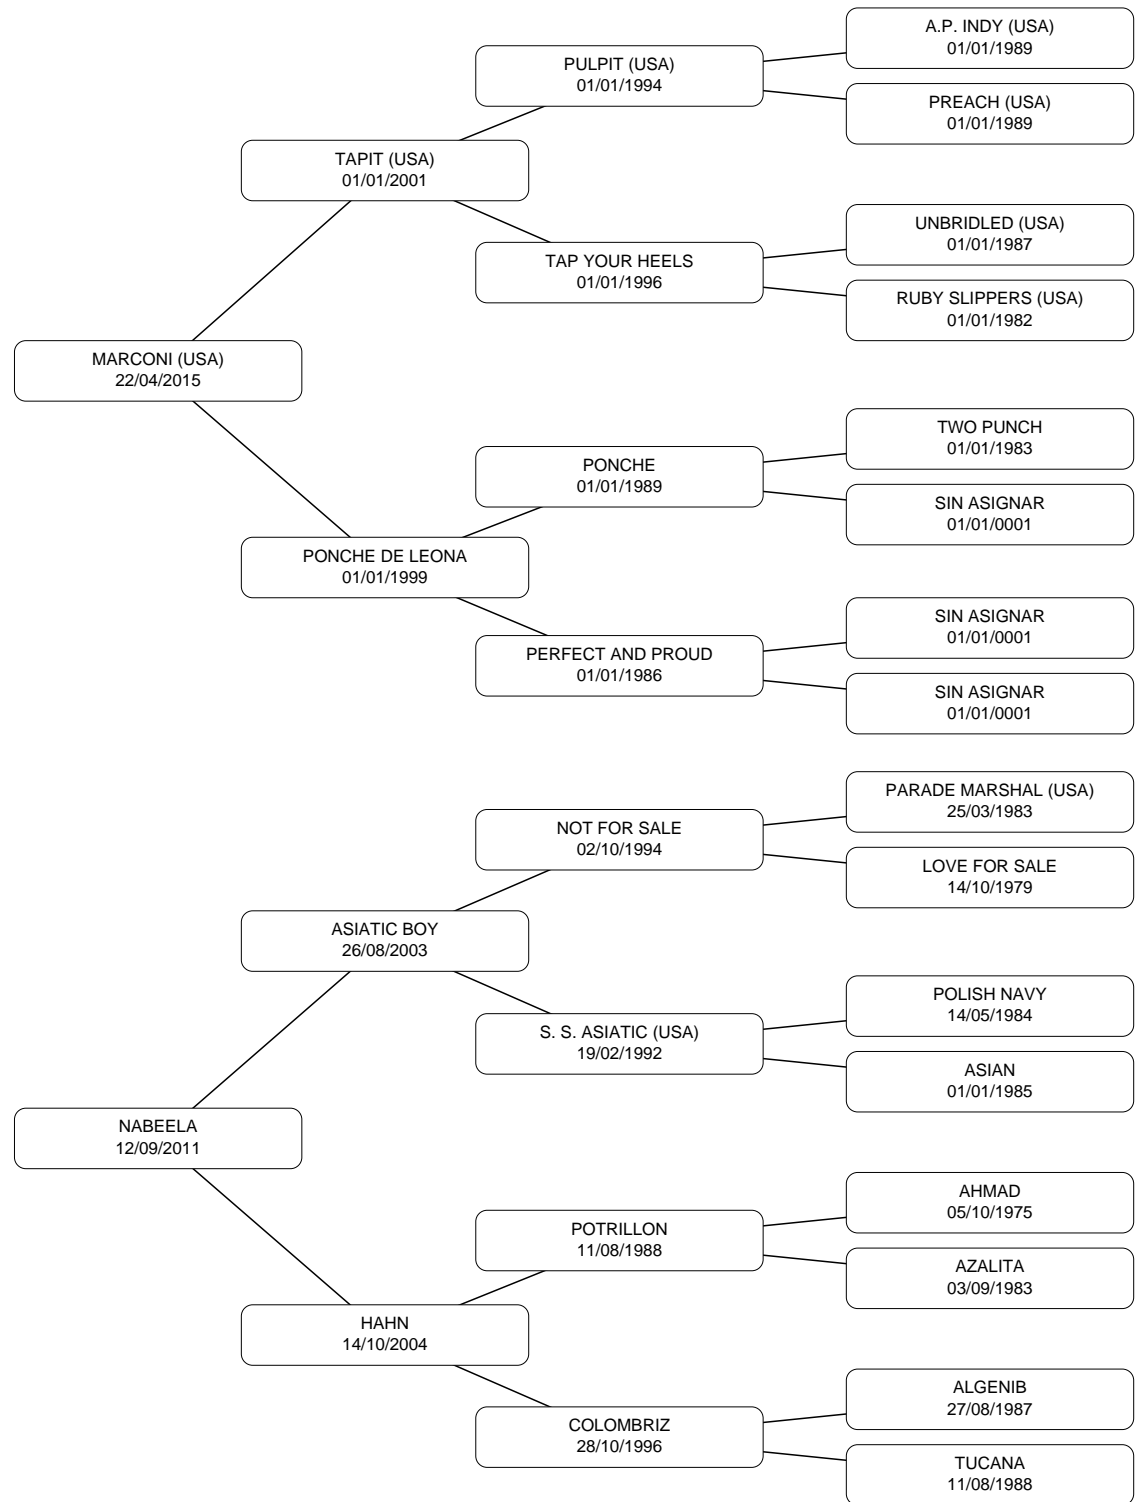 A.P. INDY (USA)
01/01/1989
PULPIT (USA)
01/01/1994
PREACH (USA)
01/01/1989
TAPIT (USA)
01/01/2001
UNBRIDLED (USA)
01/01/1987
TAP YOUR HEELS
01/01/1996
RUBY SLIPPERS (USA)
01/01/1982
MARCONI (USA)
22/04/2015
TWO PUNCH
01/01/1983
PONCHE
01/01/1989
SIN ASIGNAR
01/01/0001
PONCHE DE LEONA
01/01/1999
SIN ASIGNAR
01/01/0001
PERFECT AND PROUD
01/01/1986
SIN ASIGNAR
01/01/0001
PARADE MARSHAL (USA)
25/03/1983
NOT FOR SALE
02/10/1994
LOVE FOR SALE
14/10/1979
ASIATIC BOY
26/08/2003
POLISH NAVY
14/05/1984
S. S. ASIATIC (USA)
19/02/1992
ASIAN
01/01/1985
NABEELA
12/09/2011
AHMAD
05/10/1975
POTRILLON
11/08/1988
AZALITA
03/09/1983
HAHN
14/10/2004
ALGENIB
27/08/1987
COLOMBRIZ
28/10/1996
TUCANA
11/08/1988